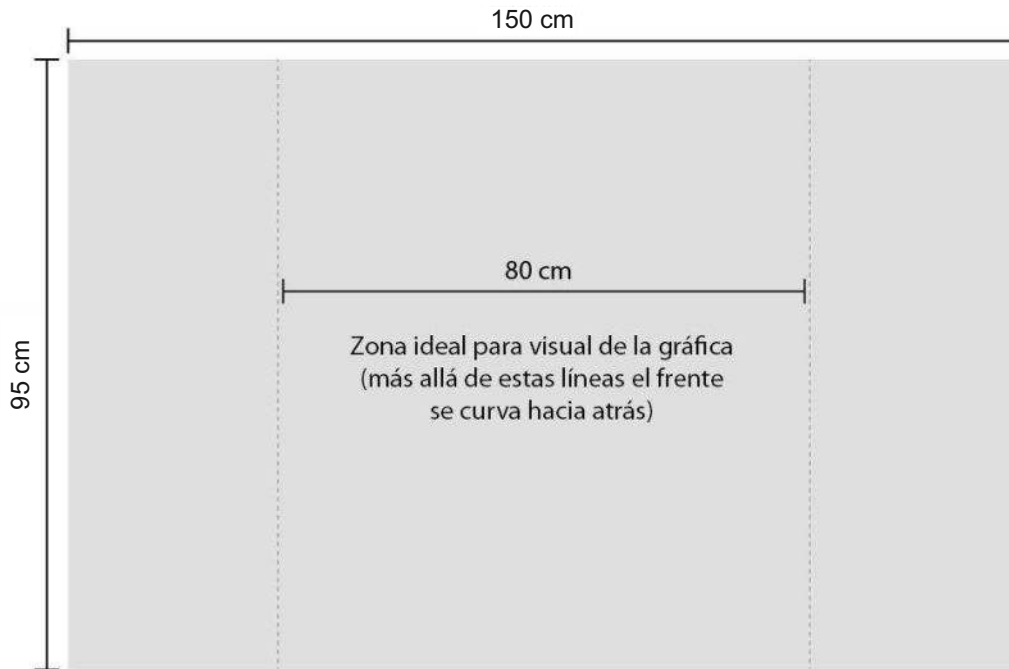 150 cm
95 cm
80 cm
Zona ideal para visual de la gráfica
(más allá de estas líneas el frente
se curva hacia atrás)